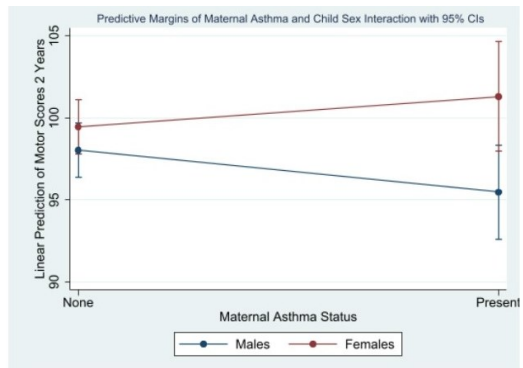 Predictive Margins of Maternal Asthma and Child Sex Interaction with 95% CIs
Linear Prediction of Motor Scores 2 Years
105
100
95
90
None
Present
Maternal Asthma Status
Males
Females